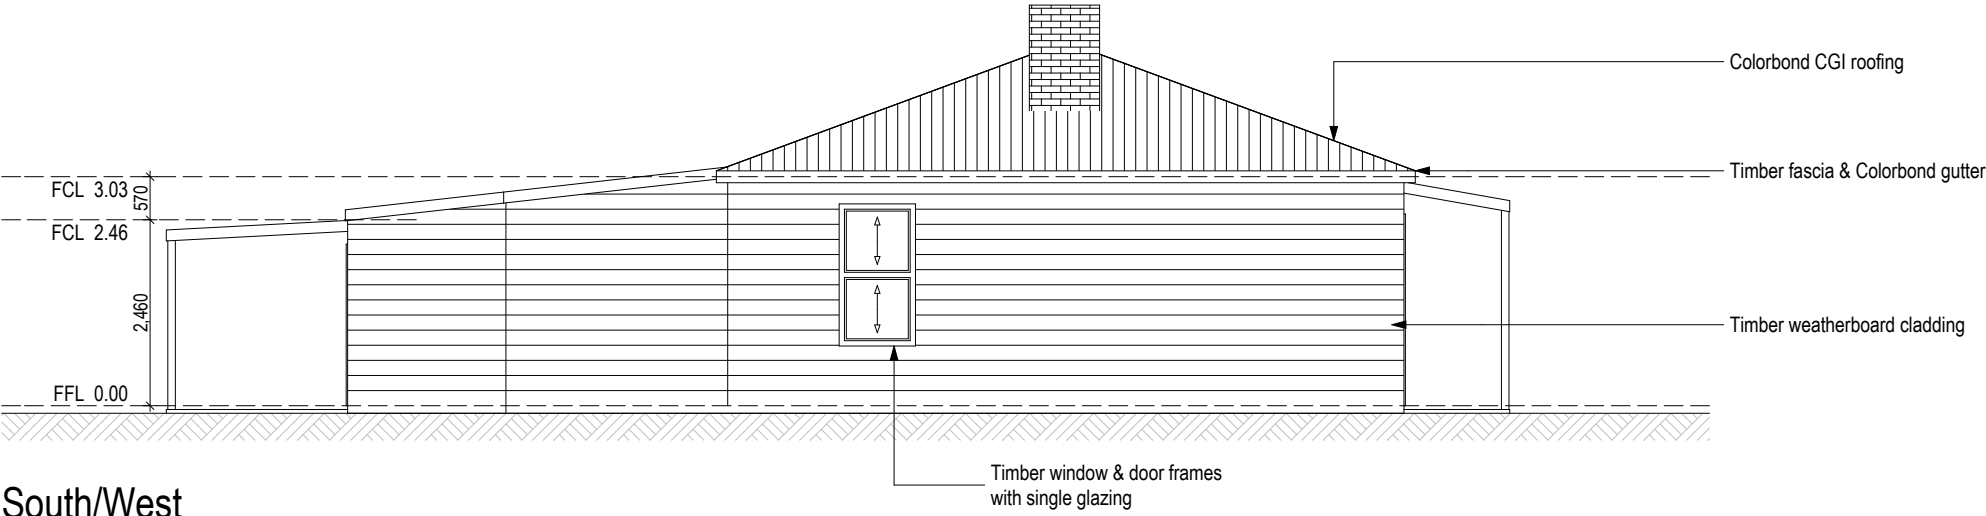 Colorbond CGI roofing
Timber fascia & Colorbond gutter
FCL 3.03
570
FCL 2.46
2,460
Timber weatherboard cladding
FFL 0.00
Timber window & door frames
with single glazing
South/West